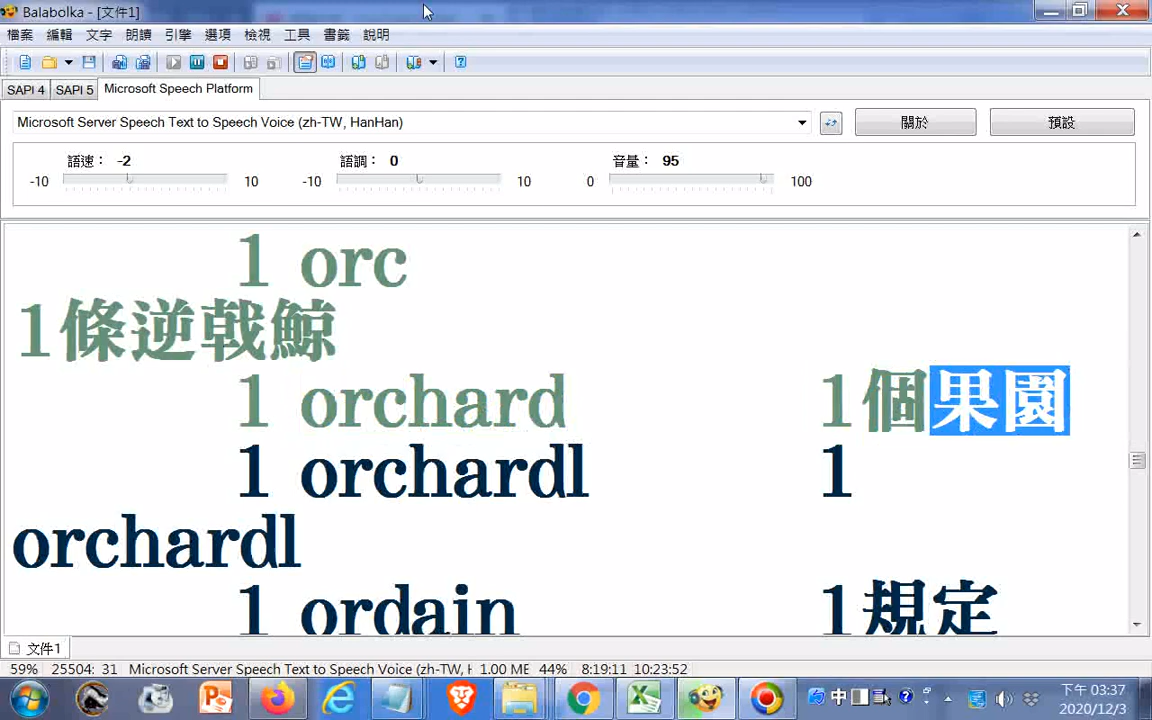 Balabolka - [文件1]
檔案 編輯 文字 朗讀 引擎 選項 檢視 工具 書籤 說明
SAPI 4 SAPI 5 Microsoft Speech Platform
Microsoft Server Speech Text to Speech Voice (zh-TW, HanHan) 關於 預設
語速： -2 語調： 0 音量： 95
-10 10 -10 10 0 100
1 orc
1條逆戟鯨
1 orchard 1個果園
1 orchardl 1
orchardl
1 ordain 1規定
文件1
59% 25504: 31 Microsoft Server Speech Text to Speech Voice (zh-TW, 1.00 ME 44% 8:19:11 10:23:52
中 下午 03:37
2020/12/3